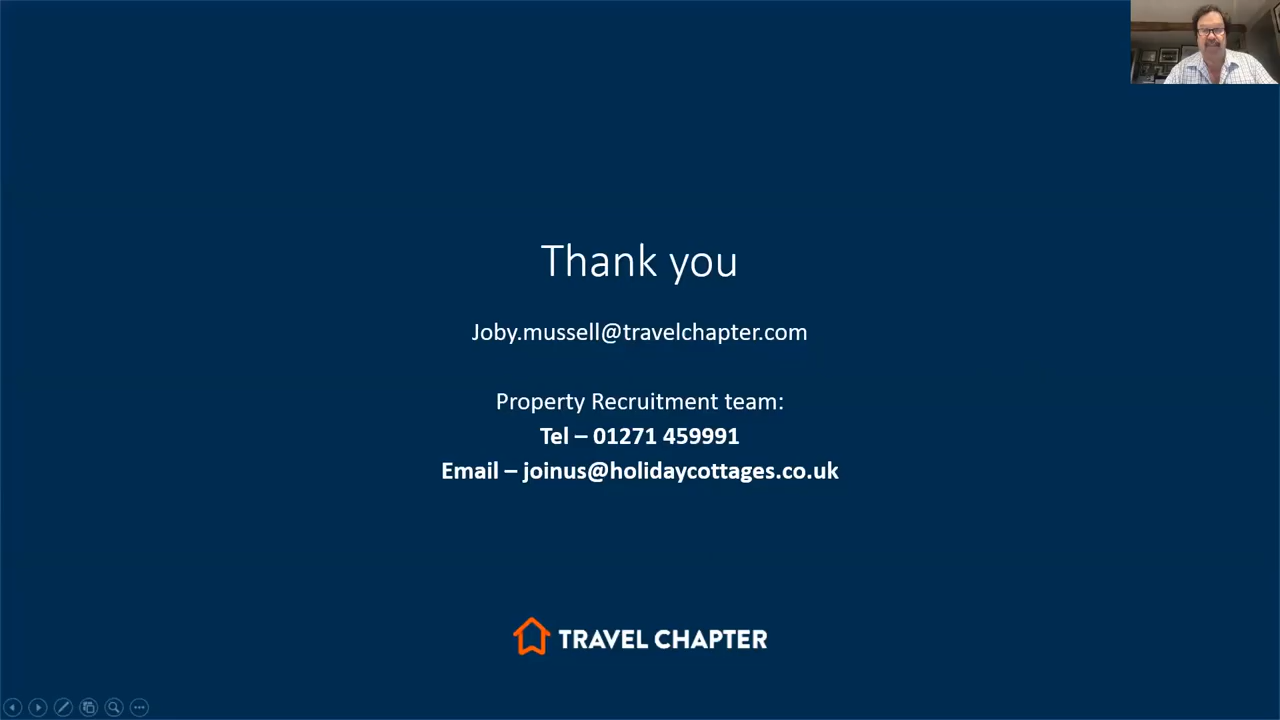 Thank you
Joby.mussell@travelchapter.com
Property Recruitment team:
Tel – 01271 459991
Email – joinus@holidaycottages.co.uk
TRAVEL CHAPTER